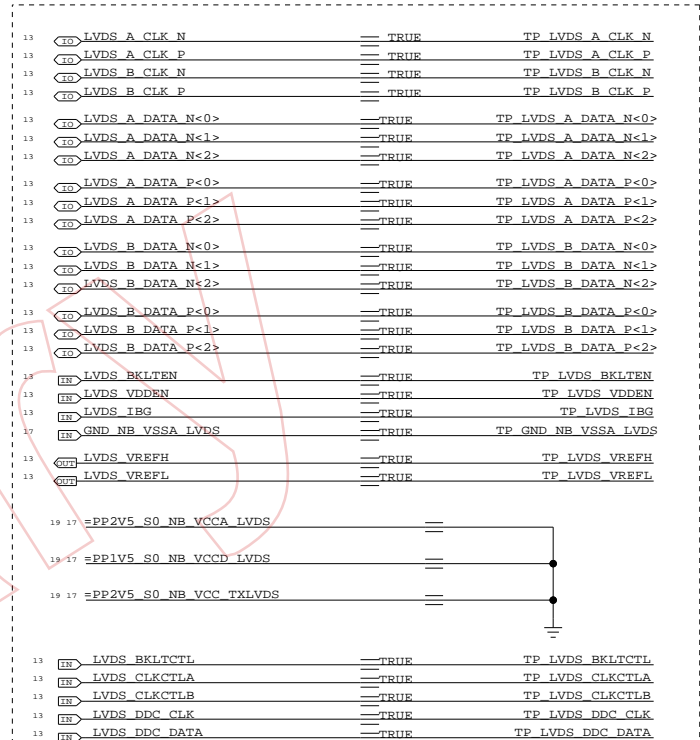 13 IO LVDS_A_CLK_N TRUE TP_LVDS_A_CLK_N
13 IO LVDS_A_CLK_P TRUE TP_LVDS_A_CLK_P
13 IO LVDS_B_CLK_N TRUE TP_LVDS_B_CLK_N
13 IO LVDS_B_CLK_P TRUE TP_LVDS_B_CLK_P
13 IO LVDS_A_DATA_N<0> TRUE TP_LVDS_A_DATA_N<0>
13 IO LVDS_A_DATA_N<1> TRUE TP_LVDS_A_DATA_N<1>
13 IO LVDS_A_DATA_N<2> TRUE TP_LVDS_A_DATA_N<2>
13 IO LVDS_A_DATA_P<0> TRUE TP_LVDS_A_DATA_P<0>
13 IO LVDS_A_DATA_P<1> TRUE TP_LVDS_A_DATA_P<1>
13 IO LVDS_A_DATA_P<2> TRUE TP_LVDS_A_DATA_P<2>
13 IO LVDS_B_DATA_N<0> TRUE TP_LVDS_B_DATA_N<0>
13 IO LVDS_B_DATA_N<1> TRUE TP_LVDS_B_DATA_N<1>
13 IO LVDS_B_DATA_N<2> TRUE TP_LVDS_B_DATA_N<2>
13 IO LVDS_B_DATA_P<0> TRUE TP_LVDS_B_DATA_P<0>
13 IO LVDS_B_DATA_P<1> TRUE TP_LVDS_B_DATA_P<1>
13 IO LVDS_B_DATA_P<2> TRUE TP_LVDS_B_DATA_P<2>
13 IN LVDS_BKLTEN TRUE TP_LVDS_BKLTEN
13 IN LVDS_VDDEN TRUE TP_LVDS_VDDEN
13 IN LVDS_IBG TRUE TP_LVDS_IBG
17 IN GND_NB_VSSA_LVDS TRUE TP_GND_NB_VSSA_LVDS
13 OUT LVDS_VREFH TRUE TP_LVDS_VREFH
13 OUT LVDS_VREFL TRUE TP_LVDS_VREFL
19 17 =PP2V5_S0_NB_VCCA_LVDS
19 17 =PP1V5_S0_NB_VCCD_LVDS
19 17 =PP2V5_S0_NB_VCC_TXLVDS
13 IN LVDS_BKLTCTL TRUE TP_LVDS_BKLTCTL
13 IN LVDS_CLKCTLA TRUE TP_LVDS_CLKCTLA
13 IN LVDS_CLKCTLB TRUE TP_LVDS_CLKCTLB
13 IN LVDS_DDC_CLK TRUE TP_LVDS_DDC_CLK
13 IN LVDS_DDC_DATA TRUE TP_LVDS_DDC_DATA